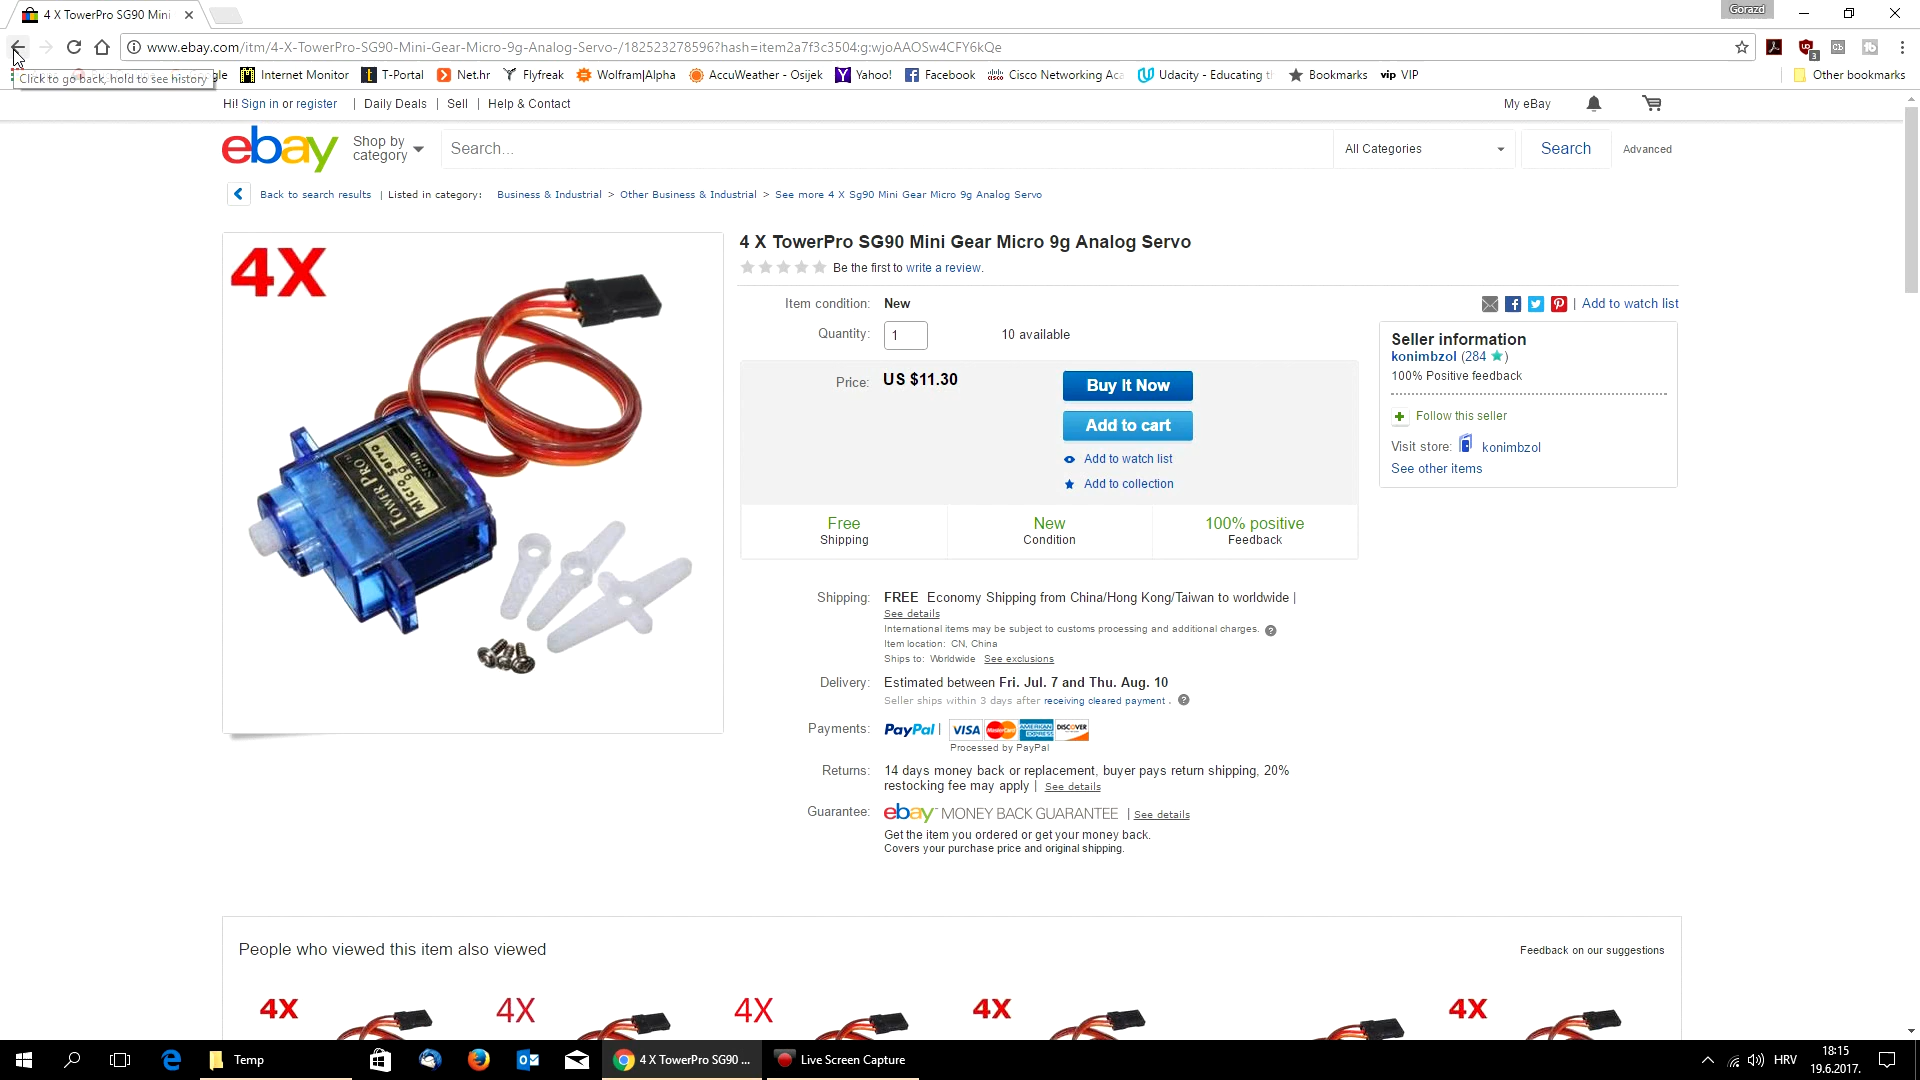 4 X TowerPro SG90 Mini
Gorazd
www.ebay.com/itm/4-X-TowerPro-SG90-Mini-Gear-Micro-9g-Analog-Servo-/182523278596?hash=item2a7f3c3504:g:wjoAAOSw4CFY6kQe
Click to go back, hold to see history
Internet Monitor
T-Portal
Net.hr
Flyfreak
Wolfram|Alpha
AccuWeather - Osijek
Yahoo!
Facebook
Cisco Networking Aca
Udacity - Educating t
Bookmarks
vip VIP
Other bookmarks
Hi! Sign in or register | Daily Deals | Sell | Help & Contact
My eBay
ebay
Shop by category
Search...
All Categories
Search
Advanced
Back to search results | Listed in category: Business & Industrial > Other Business & Industrial > See more 4 X Sg90 Mini Gear Micro 9g Analog Servo
4X
TOWER PRO
Micro Servo
9g
SG90
4 X TowerPro SG90 Mini Gear Micro 9g Analog Servo
Be the first to write a review.
Item condition: New
Quantity: 1
10 available
Price: US $11.30
Buy It Now
Add to cart
Add to watch list
Add to collection
Free
Shipping
New
Condition
100% positive
Feedback
| Add to watch list
Seller information
konimbzol (284 )
100% Positive feedback
Follow this seller
Visit store: konimbzol
See other items
Shipping: FREE Economy Shipping from China/Hong Kong/Taiwan to worldwide |
See details
International items may be subject to customs processing and additional charges.
Item location: CN, China
Ships to: Worldwide See exclusions
Delivery: Estimated between Fri. Jul. 7 and Thu. Aug. 10
Seller ships within 3 days after receiving cleared payment .
Payments: PayPal | VISA MasterCard AMERICAN EXPRESS DISCOVER
Processed by PayPal
Returns: 14 days money back or replacement, buyer pays return shipping, 20%
restocking fee may apply | See details
Guarantee: ebay MONEY BACK GUARANTEE | See details
Get the item you ordered or get your money back.
Covers your purchase price and original shipping.
People who viewed this item also viewed
Feedback on our suggestions
4X
4X
4X
4X
4X
Temp
4 X TowerPro SG90 ...
Live Screen Capture
HRV
18:15
19.6.2017.